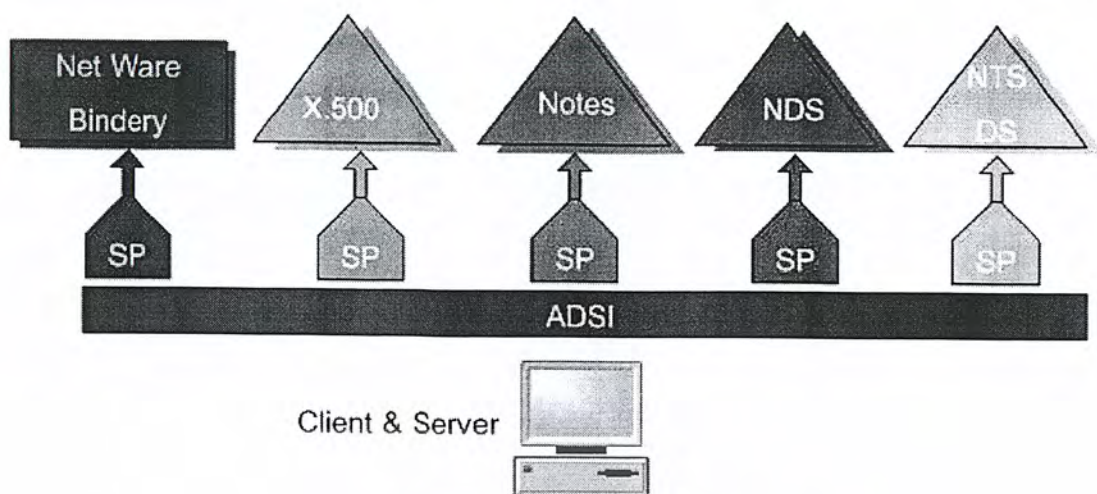 Net Ware
Bindery
X.500
Notes
NDS
NTS
DS
SP
SP
SP
SP
SP
ADSI
Client & Server